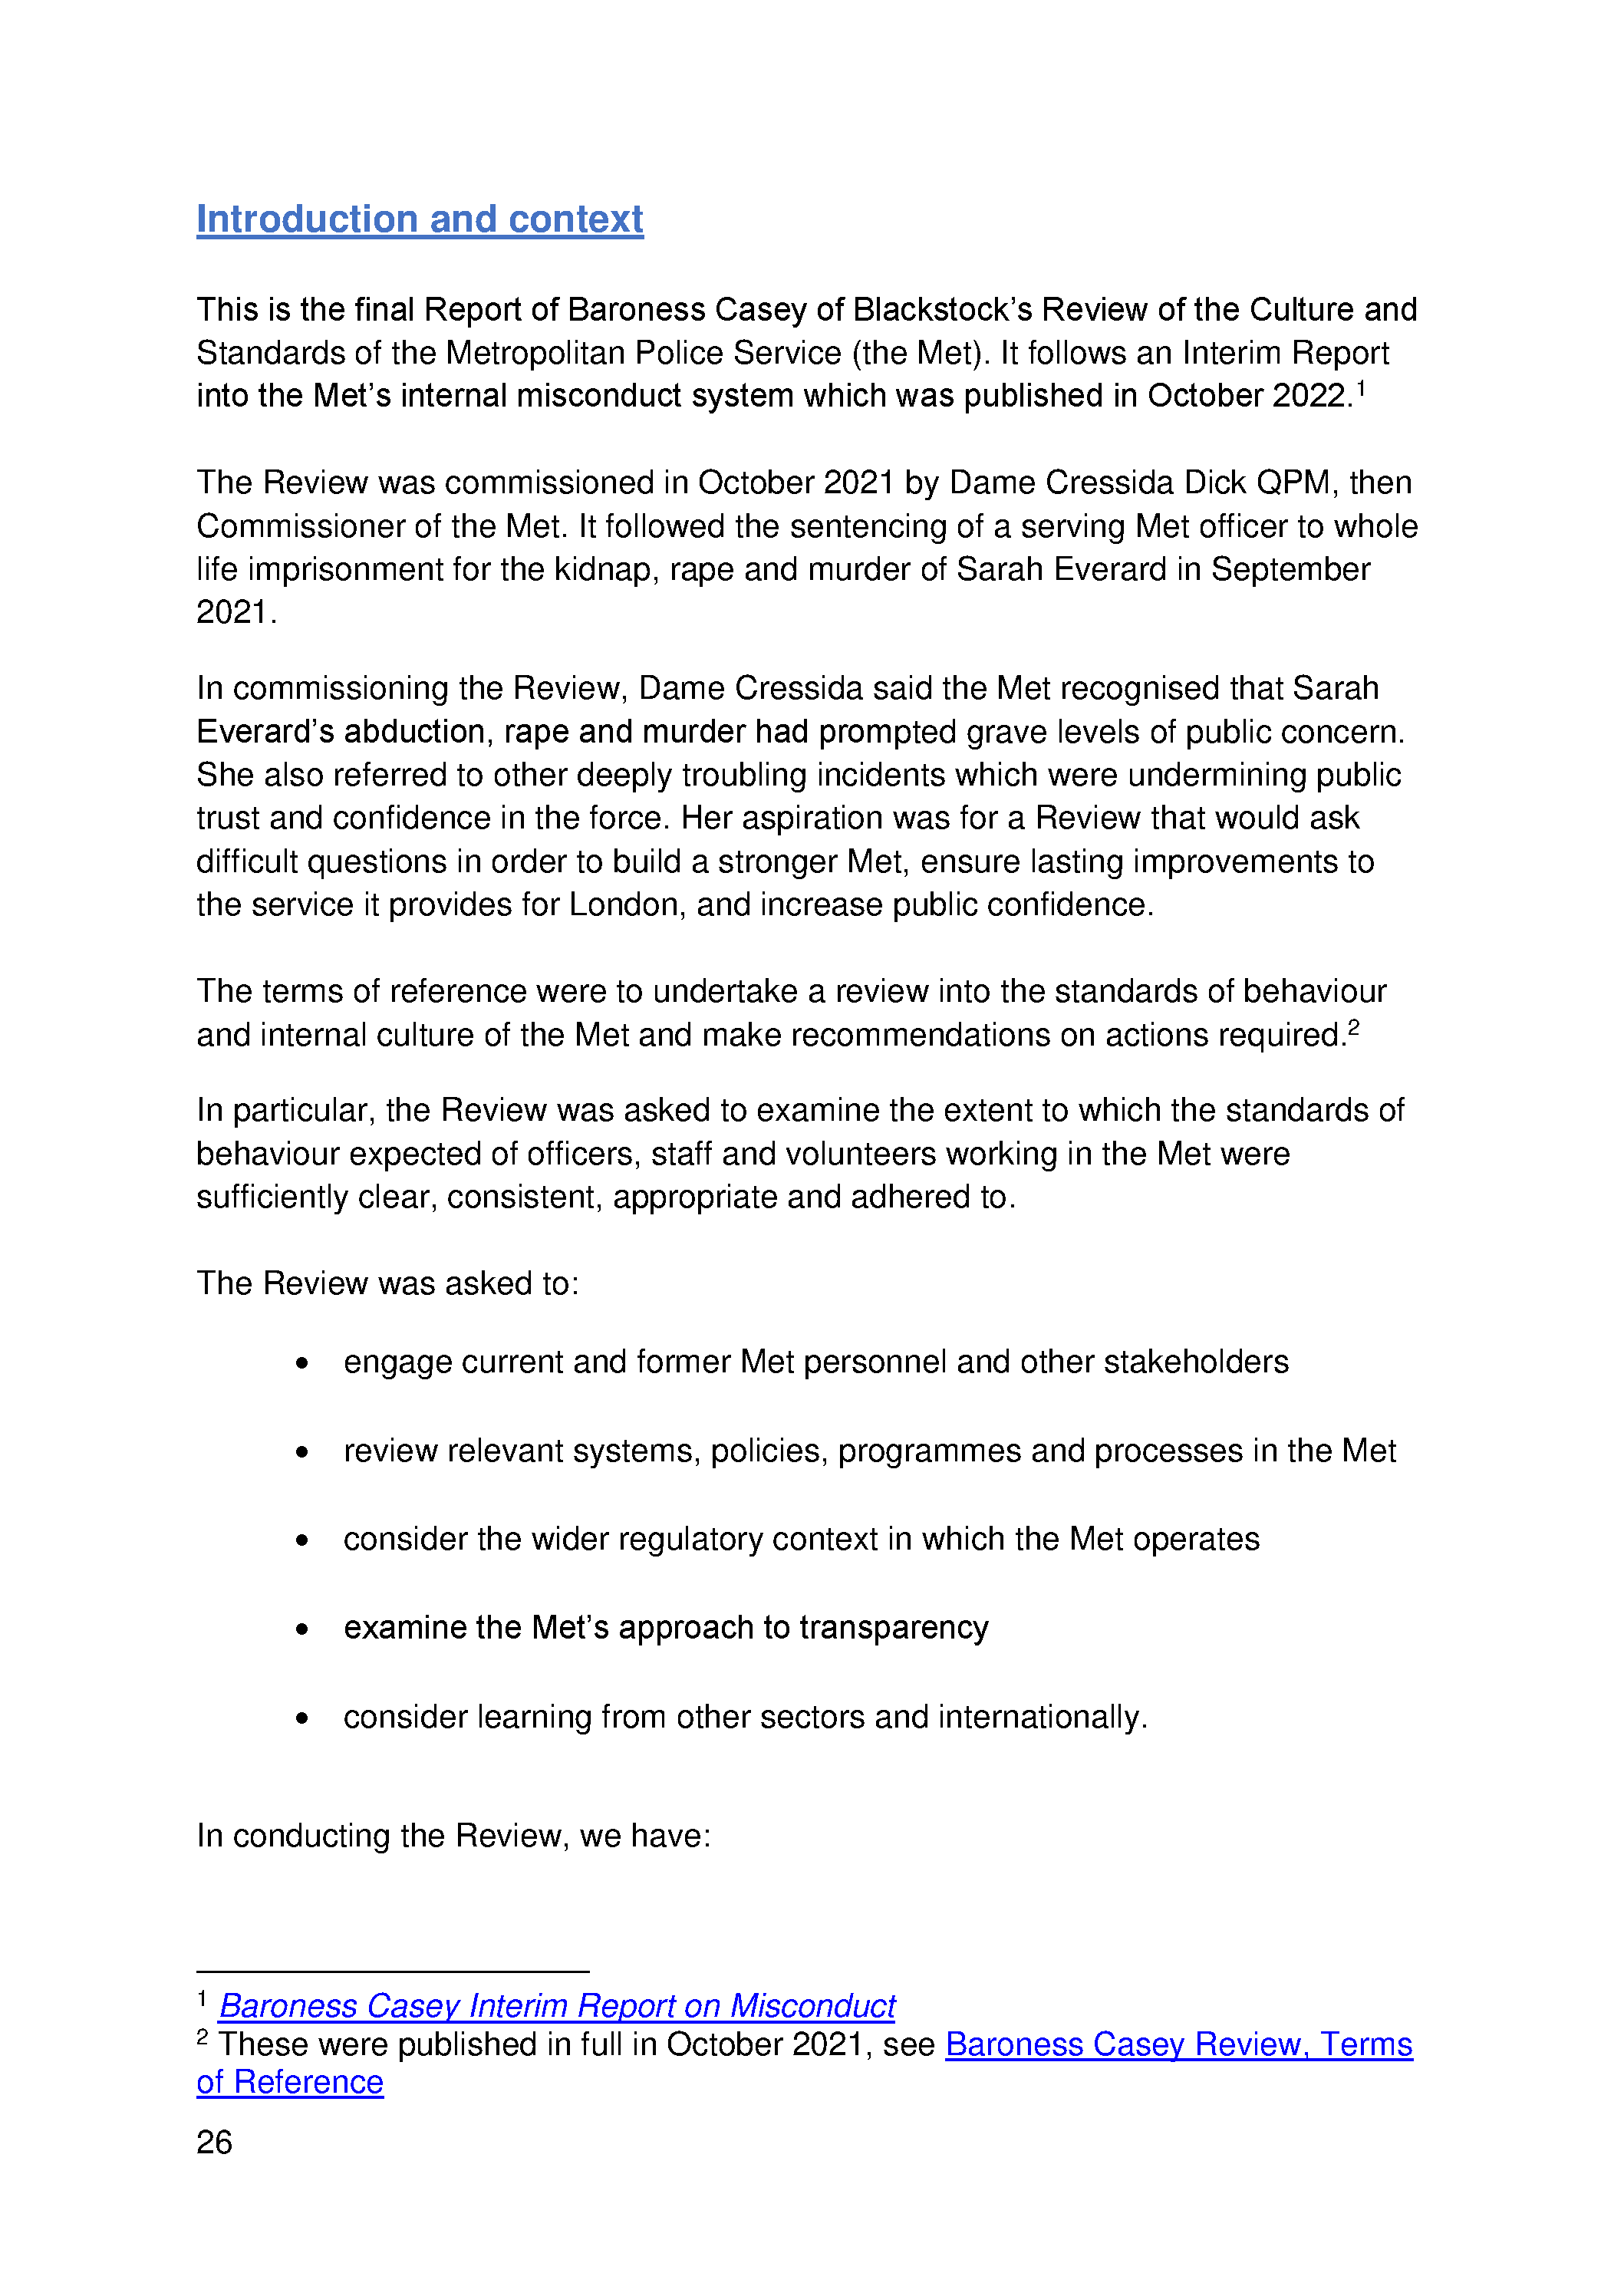 Introduction and context
This is the final Report of Baroness Casey of Blackstock’s Review of the Culture and
Standards of the Metropolitan Police Service (the Met). It follows an Interim Report
into the Met’s internal misconduct system which was published in October 2022.1
The Review was commissioned in October 2021 by Dame Cressida Dick QPM, then
Commissioner of the Met. It followed the sentencing of a serving Met officer to whole
life imprisonment for the kidnap, rape and murder of Sarah Everard in September
2021.
In commissioning the Review, Dame Cressida said the Met recognised that Sarah
Everard’s abduction, rape and murder had prompted grave levels of public concern.
She also referred to other deeply troubling incidents which were undermining public
trust and confidence in the force. Her aspiration was for a Review that would ask
difficult questions in order to build a stronger Met, ensure lasting improvements to
the service it provides for London, and increase public confidence.
The terms of reference were to undertake a review into the standards of behaviour
and internal culture of the Met and make recommendations on actions required.2
In particular, the Review was asked to examine the extent to which the standards of
behaviour expected of officers, staff and volunteers working in the Met were
sufficiently clear, consistent, appropriate and adhered to.
The Review was asked to:
• engage current and former Met personnel and other stakeholders
• review relevant systems, policies, programmes and processes in the Met
• consider the wider regulatory context in which the Met operates
• examine the Met’s approach to transparency
• consider learning from other sectors and internationally.
In conducting the Review, we have:
1 Baroness Casey Interim Report on Misconduct
2 These were published in full in October 2021, see Baroness Casey Review, Terms
of Reference
26